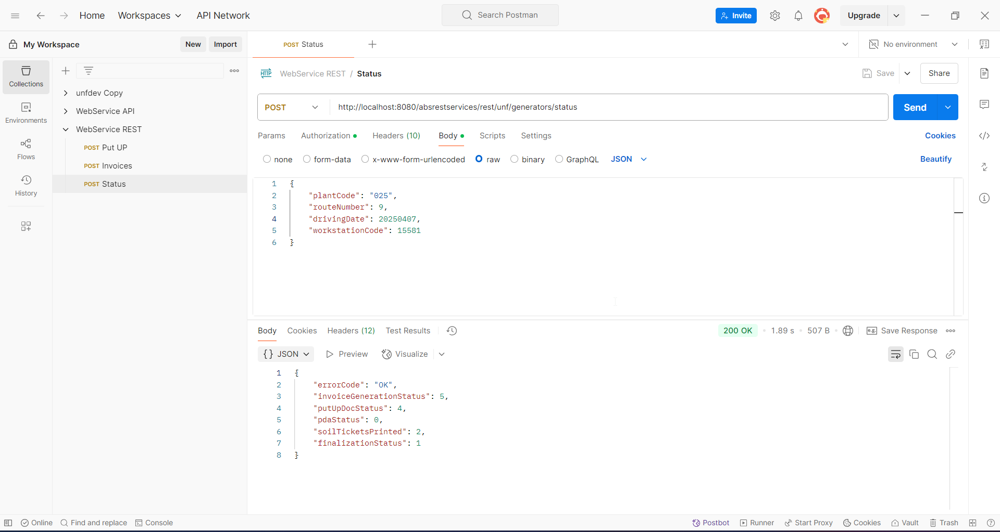 Home Workspaces API Network Search Postman Invite Upgrade
My Workspace New Import POST Status No environment
Collections
Environments
Flows
History
unfdev Copy
WebService API
WebService REST
POST Put UP
POST Invoices
POST Status
HTTP WebService REST / Status Save Share
POST http://localhost:8080/absrestservices/rest/unf/generators/status Send
Params Authorization Headers (10) Body Scripts Settings Cookies
none form-data x-www-form-urlencoded raw binary GraphQL JSON Beautify
1 {
2 "plantCode": "025",
3 "routeNumber": 9,
4 "drivingDate": 20250407,
5 "workstationCode": 15581
6 }
Body Cookies Headers (12) Test Results 200 OK 1.89 s 507 B e.g. Save Response
{} JSON Preview Visualize
1 {
2 "errorCode": "OK",
3 "invoiceGenerationStatus": 5,
4 "putUpDocStatus": 4,
5 "pdaStatus": 0,
6 "soilTicketsPrinted": 2,
7 "finalizationStatus": 1
8 }
Online Find and replace Console Postbot Runner Start Proxy Cookies Vault Trash